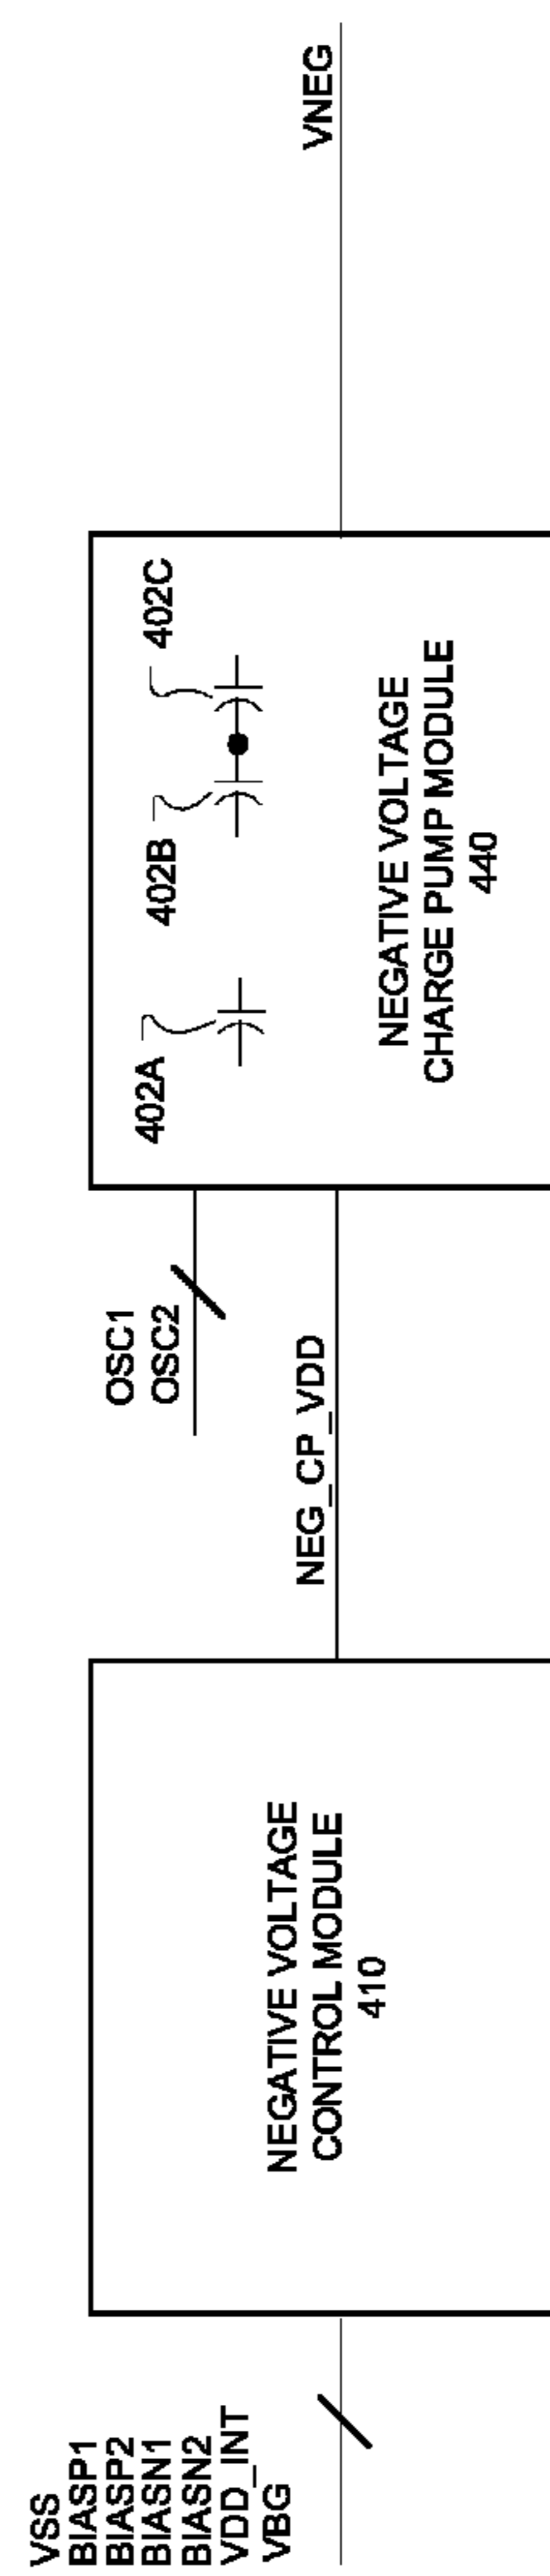 VSS
BIASP1
BIASP2
BIASN1
BIASN2
VDD_INT
VBG
NEGATIVE VOLTAGE
CONTROL MODULE
410
OSC1
OSC2
NEG_CP_VDD
402A
402B
402C
NEGATIVE VOLTAGE
CHARGE PUMP MODULE
440
VNEG